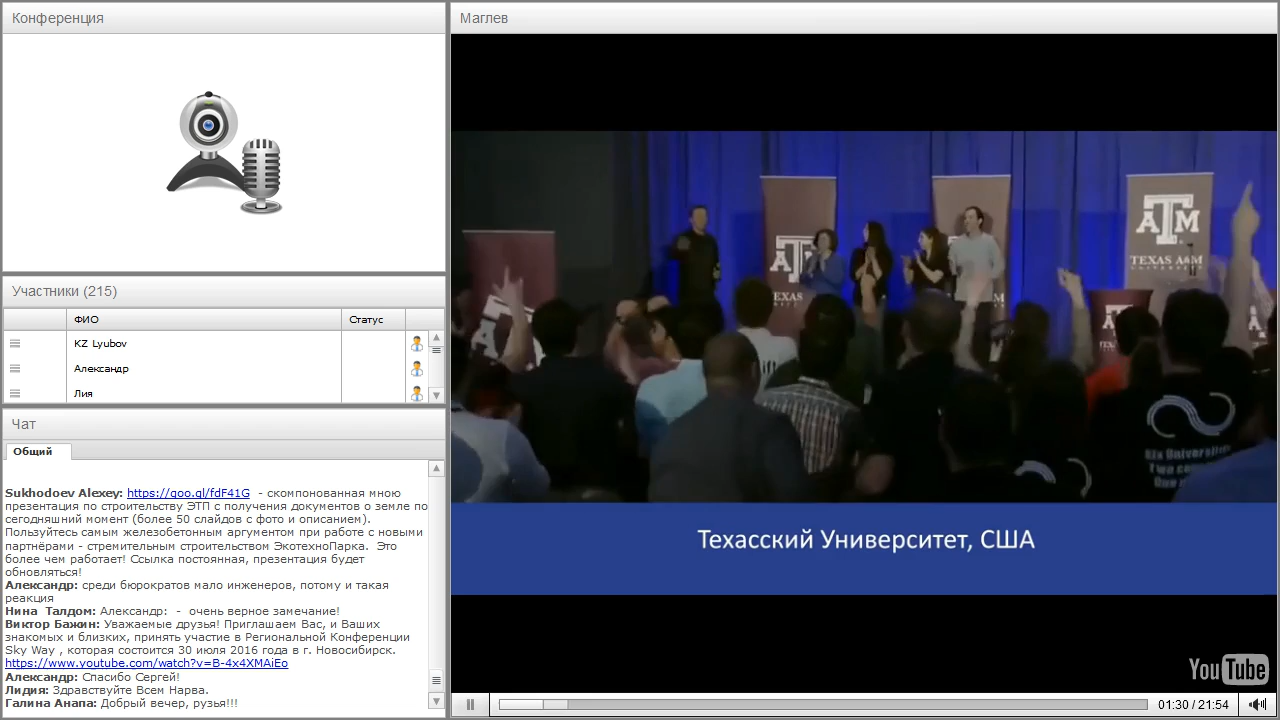 Конференция
Участники (215)
ФИО
Статус
KZ Lyubov
Александр
Лия
Чат
Общий
Sukhodoev Alexey: https://goo.gl/fdF41G - скомпонованная мною
презентация по строительству ЭТП с получения документов о земле по
сегодняшний момент (более 50 слайдов с фото и описанием).
Пользуйтесь самым железобетонным аргументом при работе с новыми
партнёрами - стремительным строительством ЭкотехноПарка. Это
более чем работает! Ссылка постоянная, презентация будет
обновляться!
Александр: среди бюрократов мало инженеров, потому и такая
реакция
Нина Талдом: Александр: - очень верное замечание!
Виктор Бажин: Уважаемые друзья! Приглашаем Вас, и Ваших
знакомых и близких, принять участие в Региональной Конференции
Sky Way , которая состоится 30 июля 2016 года в г. Новосибирск.
https://www.youtube.com/watch?v=B-4x4XMAiEo
Александр: Спасибо Сергей!
Лидия: Здравствуйте Всем Нарва.
Галина Анапа: Добрый вечер, рузья!!!
Маглев
ATM
TEXAS
ATM
TEXAS A&M
UNIVERSITY
Техасский Университет, США
YouTube
01:30 / 21:54